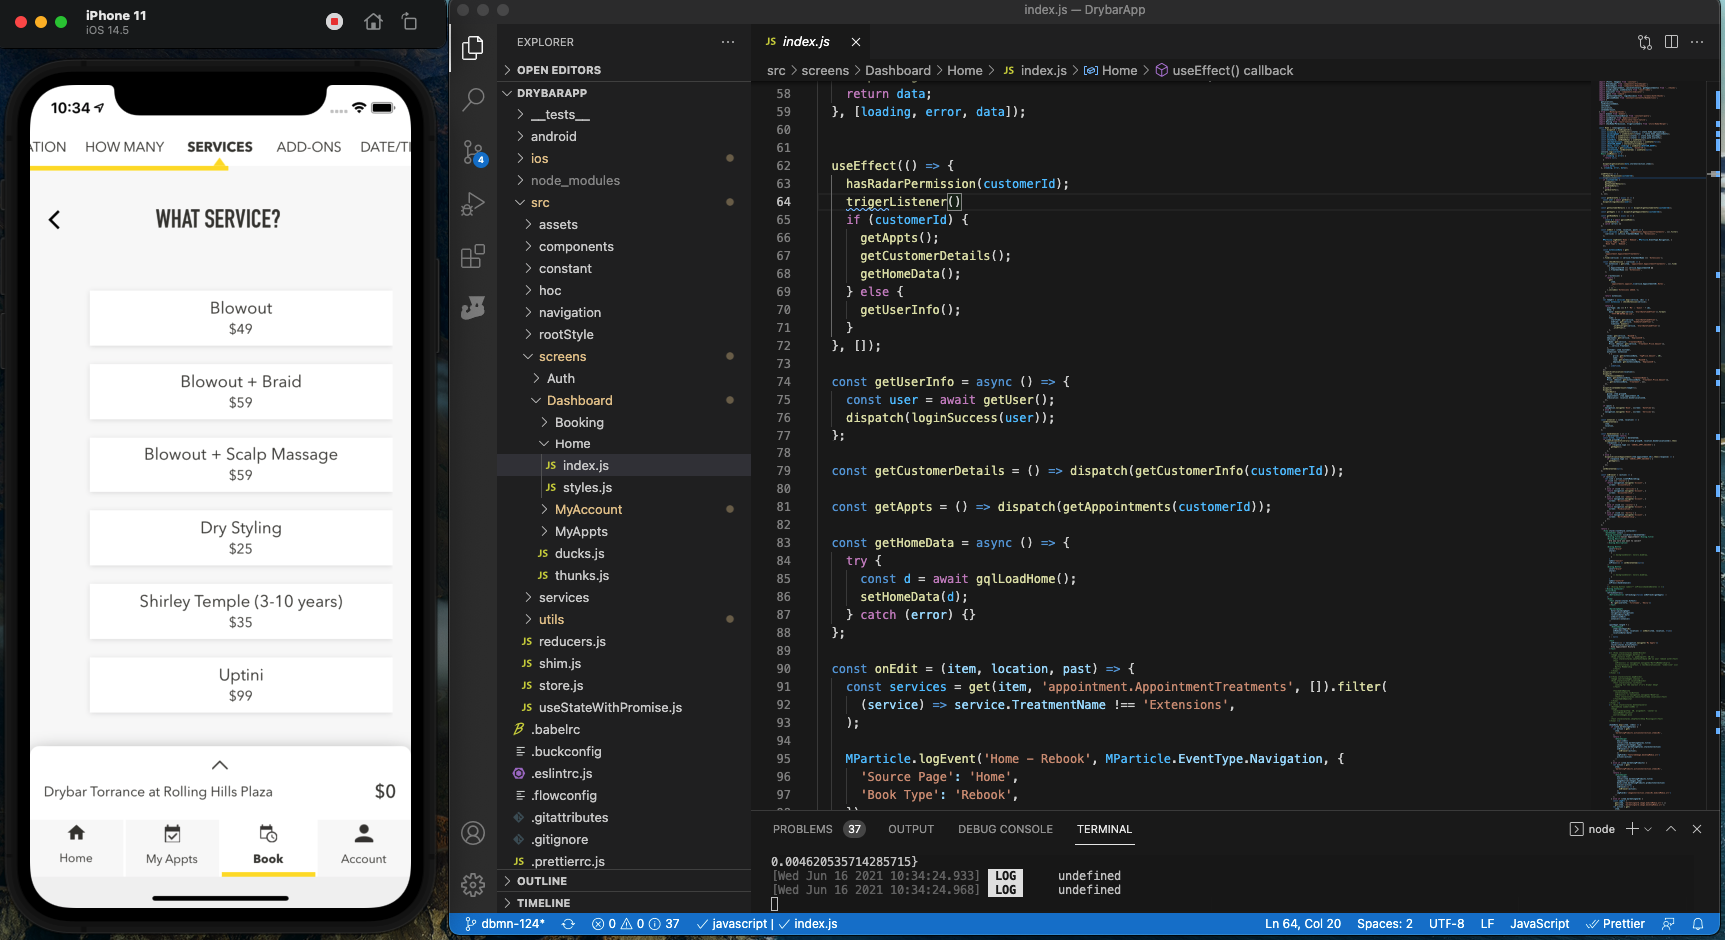 iPhone 11
iOS 14.5
10:34
ATION HOW MANY SERVICES ADD-ONS DATE/TI
WHAT SERVICE?
Blowout
$49
Blowout + Braid
$59
Blowout + Scalp Massage
$59
Dry Styling
$25
Shirley Temple (3-10 years)
$35
Uptini
$99
Drybar Torrance at Rolling Hills Plaza $0
Home My Appts Book Account
index.js — DrybarApp
4
EXPLORER
OPEN EDITORS
DRYBARAPP
__tests__
android
ios
node_modules
src
assets
components
constant
hoc
navigation
rootStyle
screens
Auth
Dashboard
Booking
Home
JS index.js
JS styles.js
MyAccount
MyAppts
JS ducks.js
JS thunks.js
services
utils
JS reducers.js
JS shim.js
JS store.js
JS useStateWithPromise.js
.babelrc
.buckconfig
.eslintrc.js
.flowconfig
.gitattributes
.gitignore
JS .prettierrc.js
OUTLINE
TIMELINE
JS index.js
src > screens > Dashboard > Home > JS index.js > Home > useEffect() callback
58 return data;
59 }, [loading, error, data]);
60
61
62 useEffect(() => {
63 hasRadarPermission(customerId);
64 trigerListener()
65 if (customerId) {
66 getAppts();
67 getCustomerDetails();
68 getHomeData();
69 } else {
70 getUserInfo();
71 }
72 }, []);
73
74 const getUserInfo = async () => {
75 const user = await getUser();
76 dispatch(loginSuccess(user));
77 };
78
79 const getCustomerDetails = () => dispatch(getCustomerInfo(customerId));
80
81 const getAppts = () => dispatch(getAppointments(customerId));
82
83 const getHomeData = async () => {
84 try {
85 const d = await gqlLoadHome();
86 setHomeData(d);
87 } catch (error) {}
88 };
89
90 const onEdit = (item, location, past) => {
91 const services = get(item, 'appointment.AppointmentTreatments', []).filter(
92 (service) => service.TreatmentName !== 'Extensions',
93 );
94
95 MParticle.logEvent('Home - Rebook', MParticle.EventType.Navigation, {
96 'Source Page': 'Home',
97 'Book Type': 'Rebook',
PROBLEMS 37 OUTPUT DEBUG CONSOLE TERMINAL node
0.004620535714285715}
[Wed Jun 16 2021 10:34:24.933] LOG undefined
[Wed Jun 16 2021 10:34:24.968] LOG undefined
dbmn-124* 0 0 37 javascript | index.js Ln 64, Col 20 Spaces: 2 UTF-8 LF JavaScript Prettier